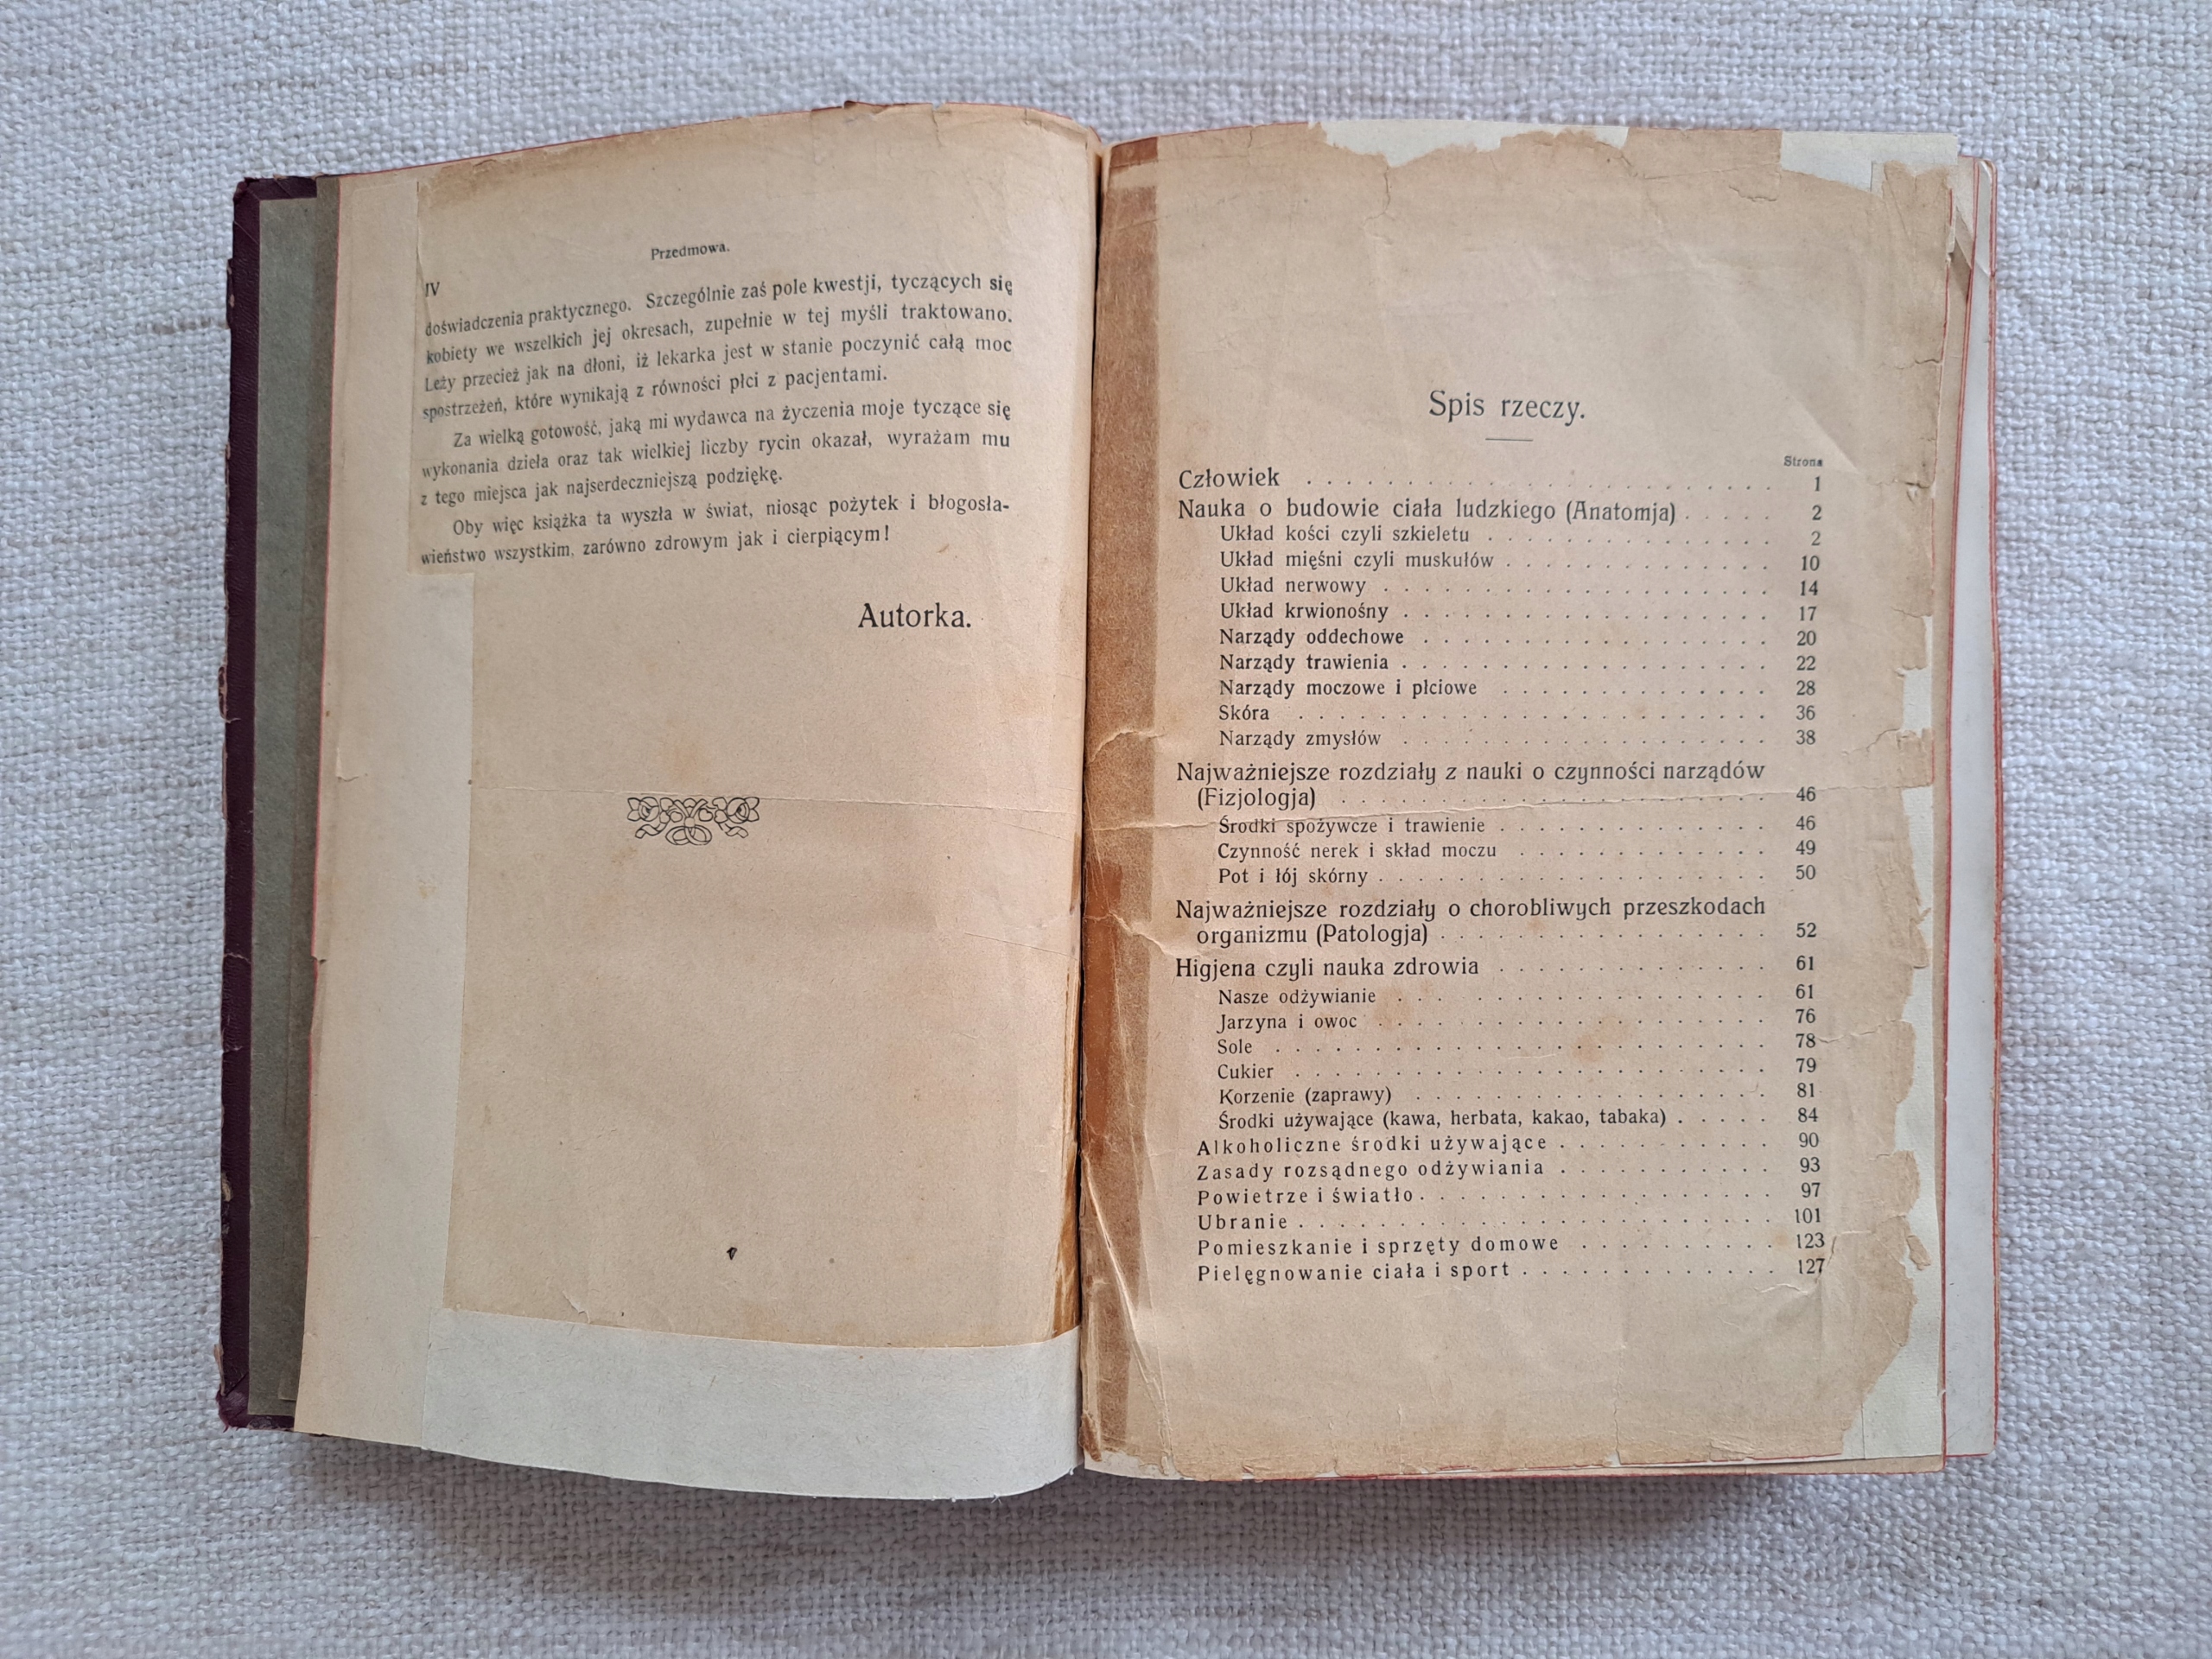 Przedmowa.
IV
doświadczenia praktycznego. Szczególnie zaś pole kwestji, tyczących się
kobiety we wszelkich jej okresach, zupełnie w tej myśli traktowano.
Leży przecież jak na dłoni, iż lekarka jest w stanie poczynić całą moc
spostrzeżeń, które wynikają z równości płci z pacjentami.
Za wielką gotowość, jaką mi wydawca na życzenia moje tyczące się
wykonania dzieła oraz tak wielkiej liczby rycin okazał, wyrażam mu
z tego miejsca jak najserdeczniejszą podziękę.
Oby więc książka ta wyszła w świat, niosąc pożytek i błogosła-
wieństwo wszystkim, zarówno zdrowym jak i cierpiącym!
Autorka.
Spis rzeczy.
Strona
Człowiek . . . . . . . . . . . . . . . . . . . . . . 1
Nauka o budowie ciała ludzkiego (Anatomja) . . . . . 2
Układ kości czyli szkieletu . . . . . . . . . . . . . . . 2
Układ mięśni czyli muskułów . . . . . . . . . . . . . . 10
Układ nerwowy . . . . . . . . . . . . . . . . . . . . 14
Układ krwionośny . . . . . . . . . . . . . . . . . . . 17
Narządy oddechowe . . . . . . . . . . . . . . . . . . 20
Narządy trawienia . . . . . . . . . . . . . . . . . . . 22
Narządy moczowe i płciowe . . . . . . . . . . . . . . 28
Skóra . . . . . . . . . . . . . . . . . . . . . . . . 36
Narządy zmysłów . . . . . . . . . . . . . . . . . . . 38
Najważniejsze rozdziały z nauki o czynności narządów
(Fizjologja) . . . . . . . . . . . . . . . . . . . . . . 46
Środki spożywcze i trawienie . . . . . . . . . . . . . . 46
Czynność nerek i skład moczu . . . . . . . . . . . . . 49
Pot i łój skórny . . . . . . . . . . . . . . . . . . . . 50
Najważniejsze rozdziały o chorobliwych przeszkodach
organizmu (Patologja) . . . . . . . . . . . . . . . . . 52
Higjena czyli nauka zdrowia . . . . . . . . . . . . . . 61
Nasze odżywianie . . . . . . . . . . . . . . . . . . 61
Jarzyna i owoc . . . . . . . . . . . . . . . . . . . . 76
Sole . . . . . . . . . . . . . . . . . . . . . . . . . 78
Cukier . . . . . . . . . . . . . . . . . . . . . . . . 79
Korzenie (zaprawy) . . . . . . . . . . . . . . . . . . 81
Środki używające (kawa, herbata, kakao, tabaka) . . . . . 84
Alkoholiczne środki używające . . . . . . . . . . . 90
Zasady rozsądnego odżywiania . . . . . . . . . . . 93
Powietrze i światło . . . . . . . . . . . . . . . . . . 97
Ubranie . . . . . . . . . . . . . . . . . . . . . . . . 101
Pomieszkanie i sprzęty domowe . . . . . . . . . . 123
Pielęgnowanie ciała i sport . . . . . . . . . . . . . 127